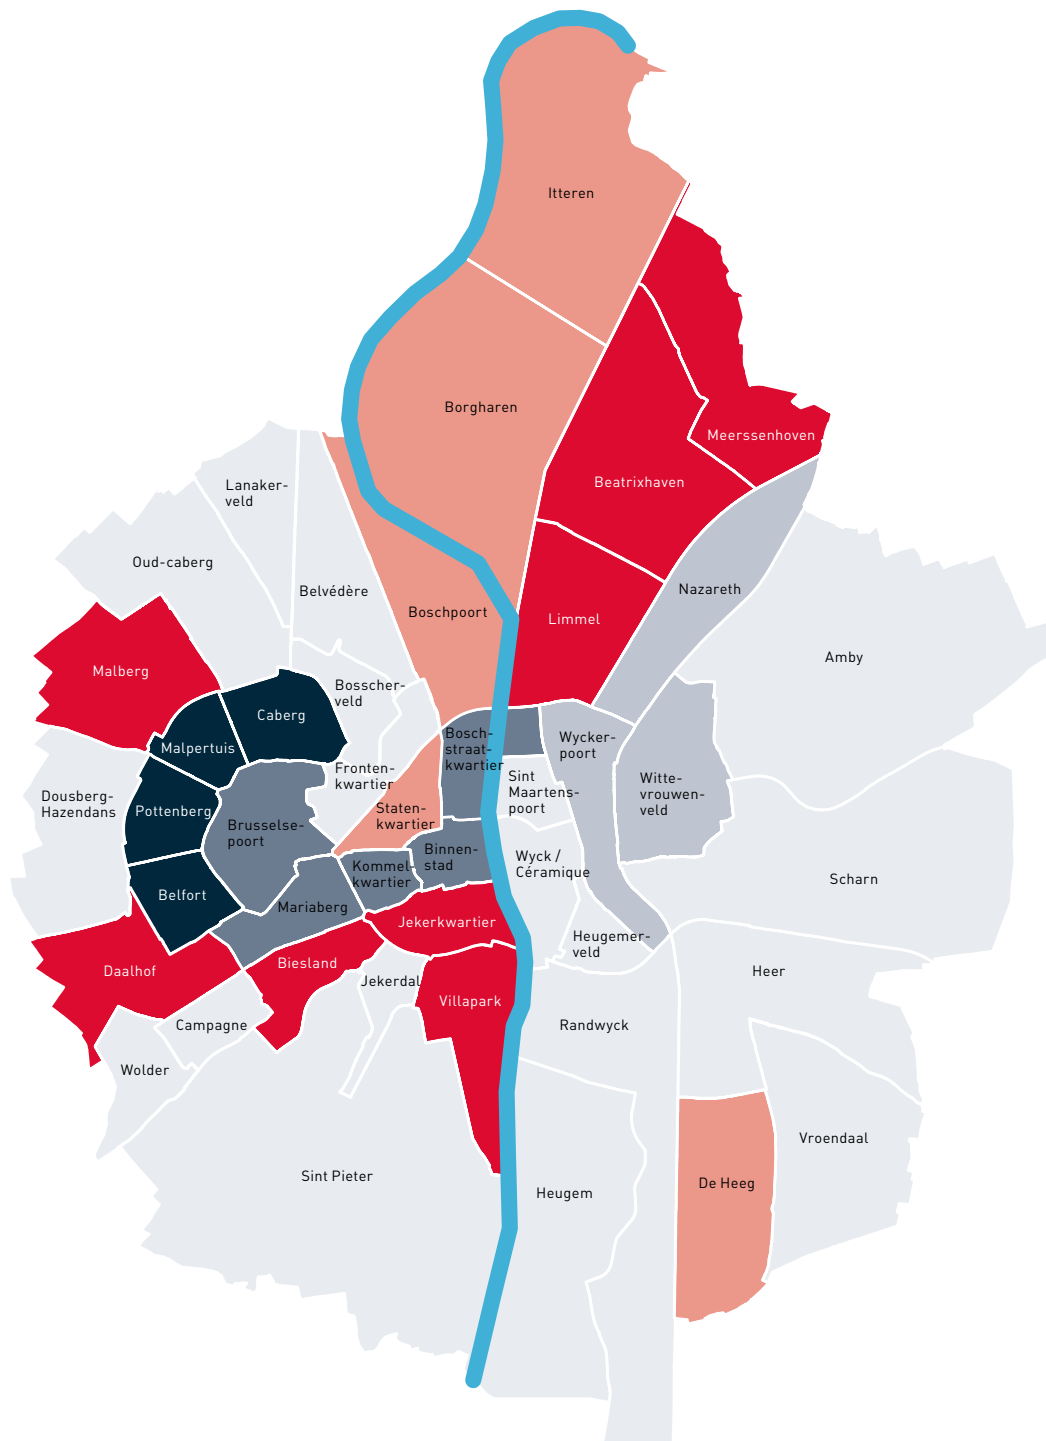 Itteren
Borgharen
Meerssenhoven
Beatrixhaven
Lanaker-
veld
Oud-caberg
Belvédère
Nazareth
Boschpoort
Limmel
Amby
Malberg
Bosscher-
veld
Caberg
Malpertuis
Bosch-
straat-
kwartier
Wycker-
poort
Fronten-
kwartier
Sint
Maartens-
poort
Witte-
vrouwen-
veld
Dousberg-
Hazendans
Pottenberg
Staten-
kwartier
Brusselse-
poort
Binnen-
stad
Wyck /
Céramique
Kommel-
kwartier
Scharn
Belfort
Mariaberg
Jekerkwartier
Heugemer-
veld
Biesland
Daalhof
Heer
Jekerdal
Villapark
Campagne
Randwyck
Wolder
Vroendaal
Sint Pieter
De Heeg
Heugem